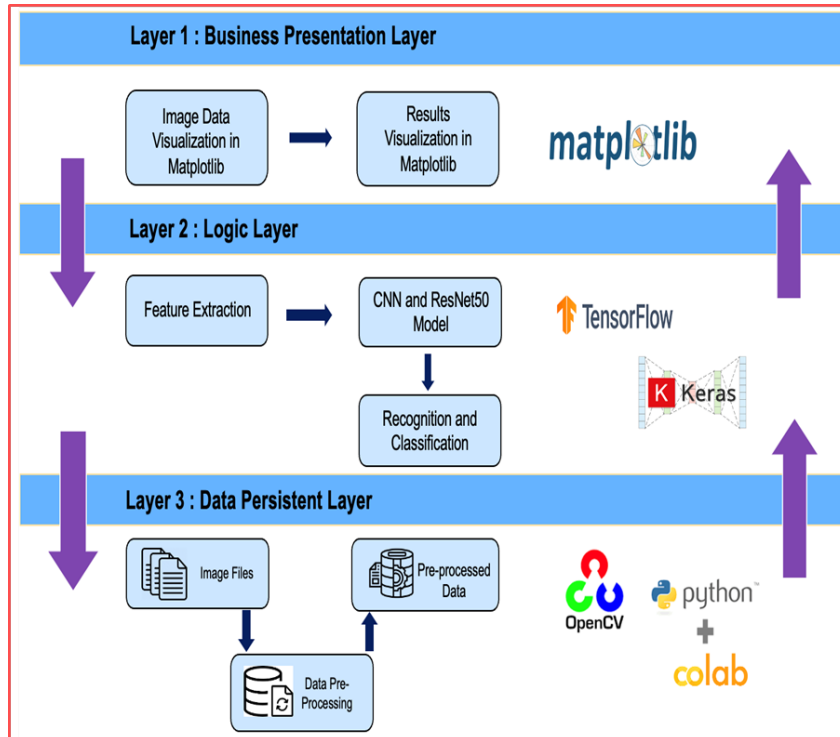 Layer 1 : Business Presentation Layer
Image Data
Visualization in
Matplotlib
Results
Visualization in
Matplotlib
matplotlib
Layer 2 : Logic Layer
Feature Extraction
CNN and ResNet50
Model
TensorFlow
Recognition and
Classification
K Keras
Layer 3 : Data Persistent Layer
Image Files
Pre-processed
Data
OpenCV
python™
+
colab
Data Pre-
Processing